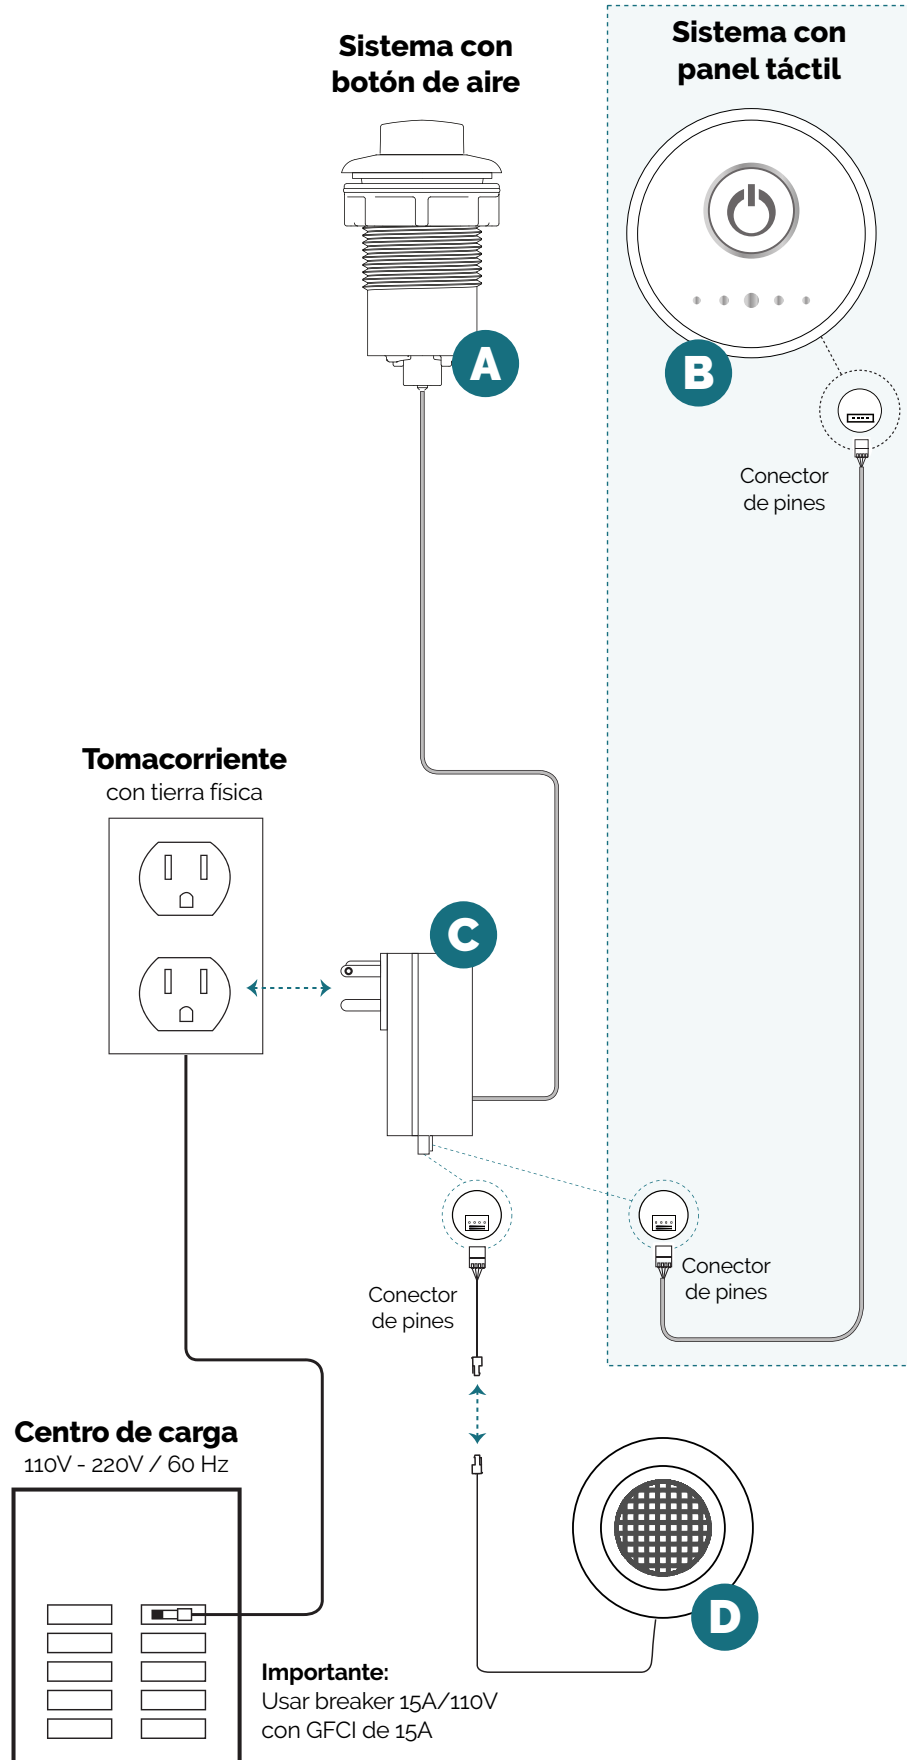 Sistema con
botón de aire
Sistema con
panel táctil
A
B
Conector
de pines
Tomacorriente
con tierra física
C
Conector
de pines
Conector
de pines
Centro de carga
110V - 220V / 60 Hz
D
Importante:
Usar breaker 15A/110V
con GFCI de 15A